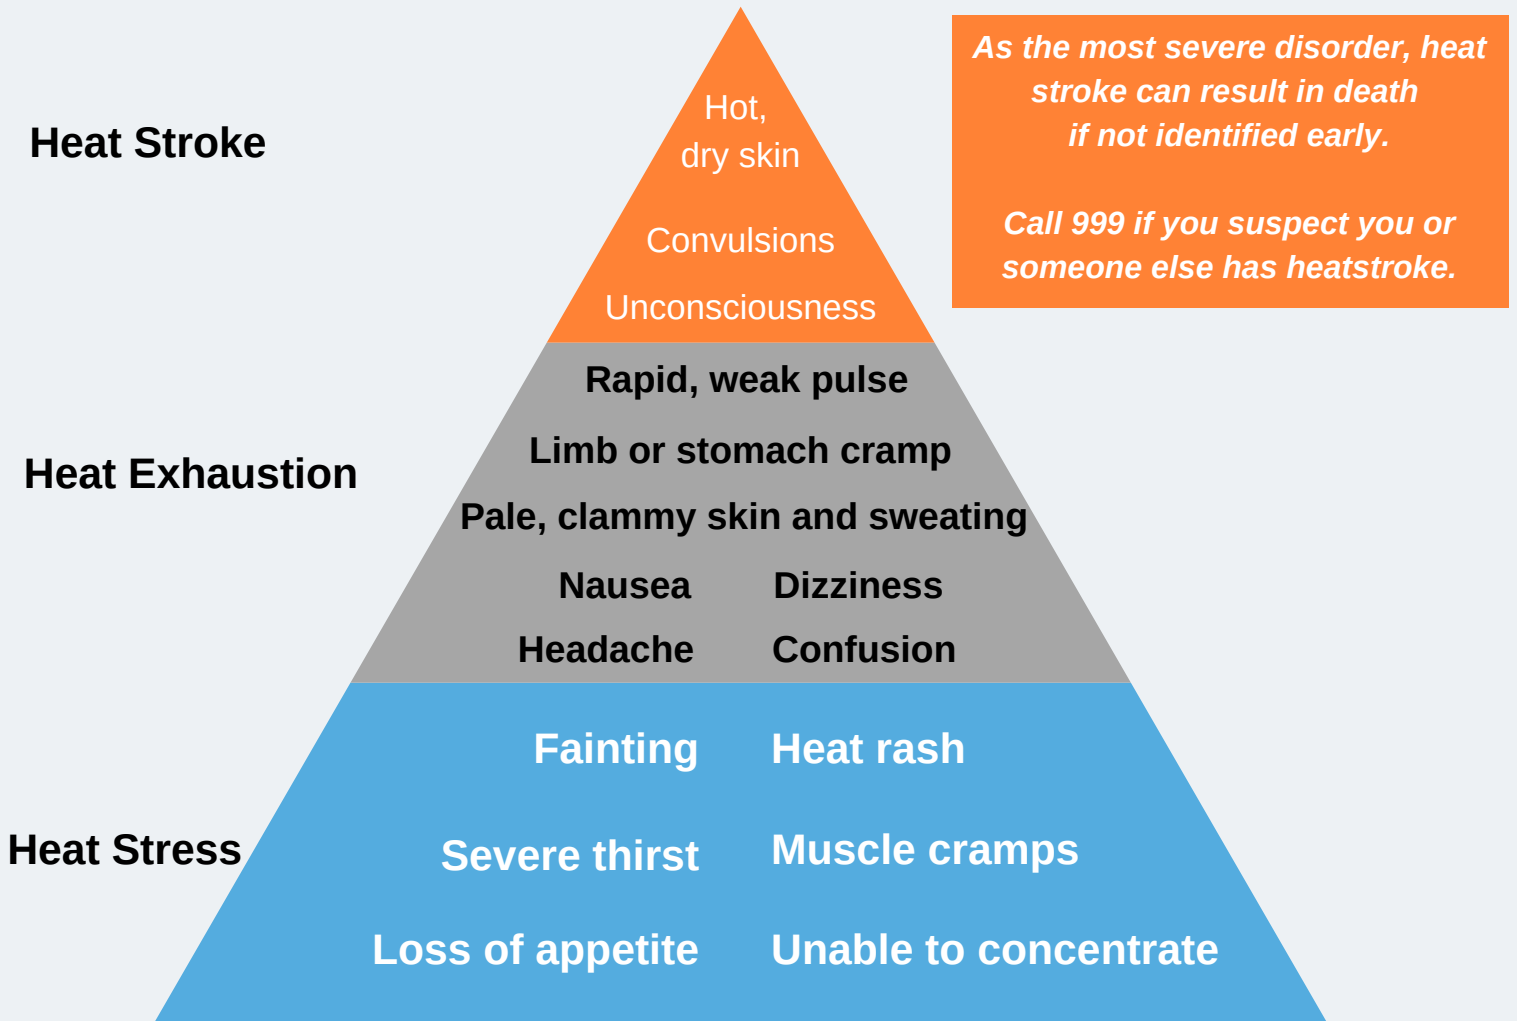 As the most severe disorder, heat
stroke can result in death
if not identified early.
Call 999 if you suspect you or
someone else has heatstroke.
Heat Stroke
Hot,
dry skin
Convulsions
Unconsciousness
Heat Exhaustion
Rapid, weak pulse
Limb or stomach cramp
Pale, clammy skin and sweating
Nausea Dizziness
Headache Confusion
Heat Stress
Fainting Heat rash
Severe thirst Muscle cramps
Loss of appetite Unable to concentrate